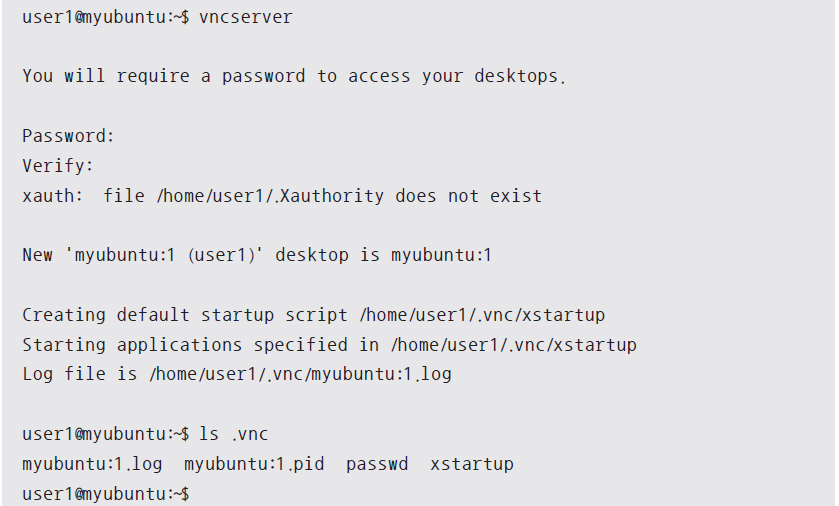 user1@myubuntu:~$ vncserver
You will require a password to access your desktops.
Password:
Verify:
xauth:  file /home/user1/.Xauthority does not exist
New 'myubuntu:1 (user1)' desktop is myubuntu:1
Creating default startup script /home/user1/.vnc/xstartup
Starting applications specified in /home/user1/.vnc/xstartup
Log file is /home/user1/.vnc/myubuntu:1.log
user1@myubuntu:~$ ls .vnc
myubuntu:1.log  myubuntu:1.pid  passwd  xstartup
user1@myubuntu:~$